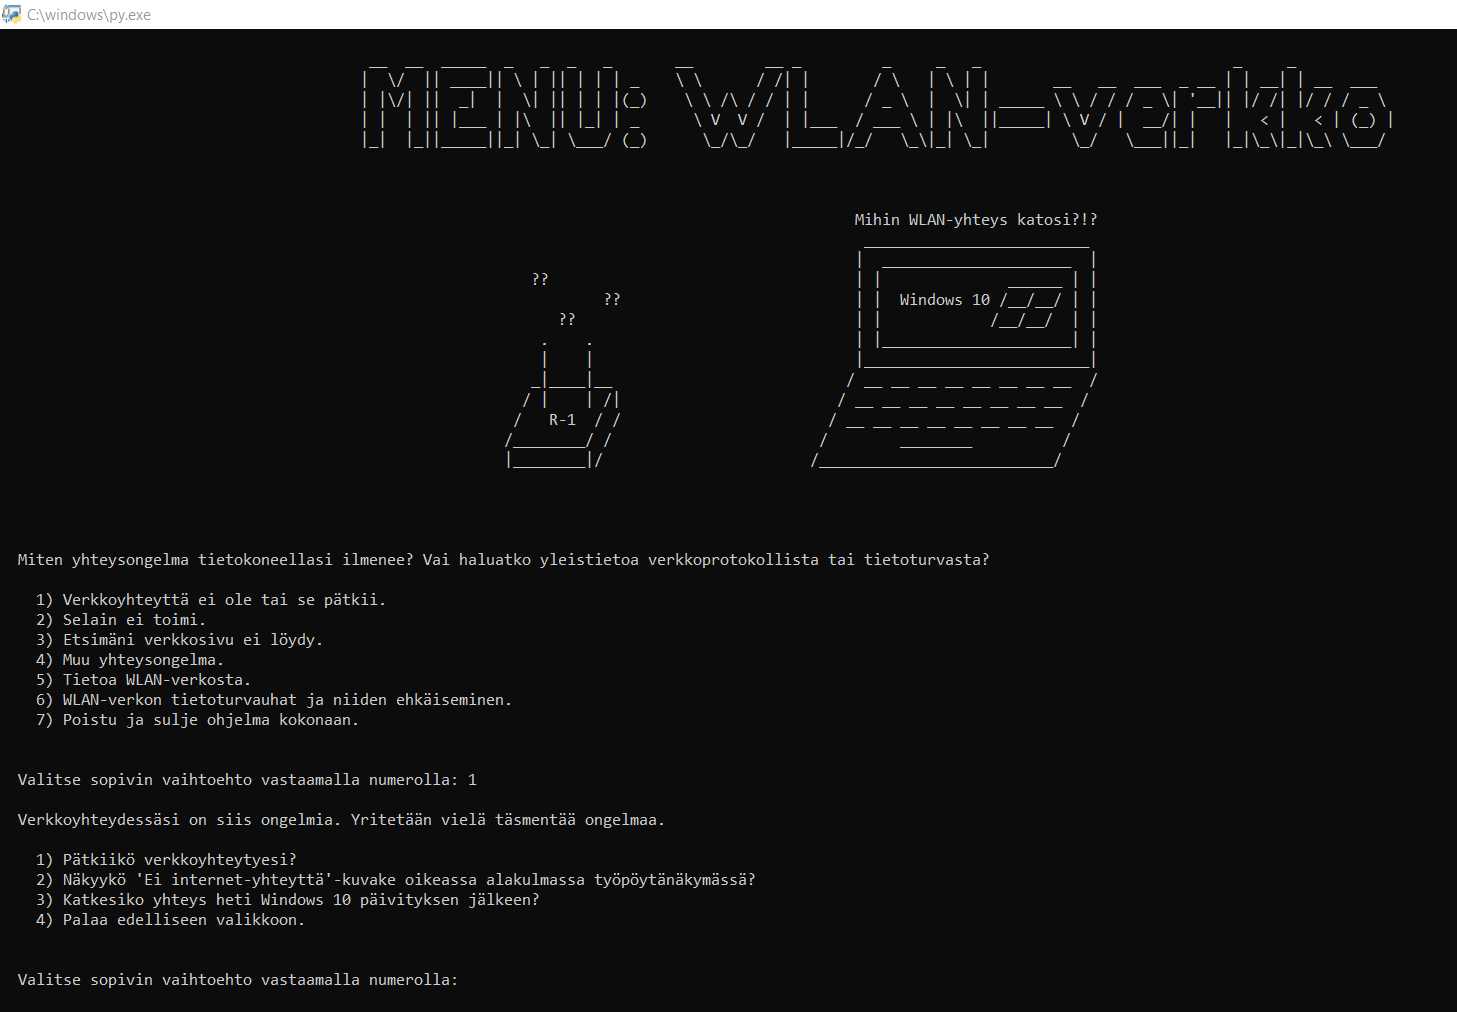 C:\windows\py.exe
MENU: WLAN-verkko
Mihin WLAN-yhteys katosi?!?
??
??
Windows 10
??
R-1
Miten yhteysongelma tietokoneellasi ilmenee? Vai haluatko yleistietoa verkkoprotokollista tai tietoturvasta?
1) Verkkoyhteyttä ei ole tai se pätkii.
2) Selain ei toimi.
3) Etsimäni verkkosivu ei löydy.
4) Muu yhteysongelma.
5) Tietoa WLAN-verkosta.
6) WLAN-verkon tietoturvauhat ja niiden ehkäiseminen.
7) Poistu ja sulje ohjelma kokonaan.
Valitse sopivin vaihtoehto vastaamalla numerolla: 1
Verkkoyhteydessäsi on siis ongelmia. Yritetään vielä täsmentää ongelmaa.
1) Pätkiikö verkkoyhteytyesi?
2) Näkyykö 'Ei internet-yhteyttä'-kuvake oikeassa alakulmassa työpöytänäkymässä?
3) Katkesiko yhteys heti Windows 10 päivityksen jälkeen?
4) Palaa edelliseen valikkoon.
Valitse sopivin vaihtoehto vastaamalla numerolla: